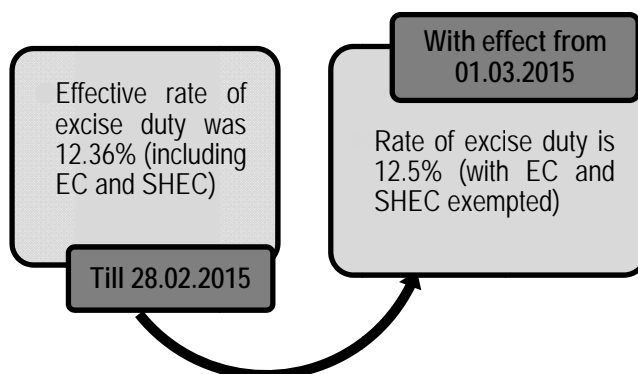 Effective rate of
excise duty was
12.36% (including
EC and SHEC)
Till 28.02.2015
With effect from
01.03.2015
Rate of excise duty is
12.5% (with EC and
SHEC exempted)